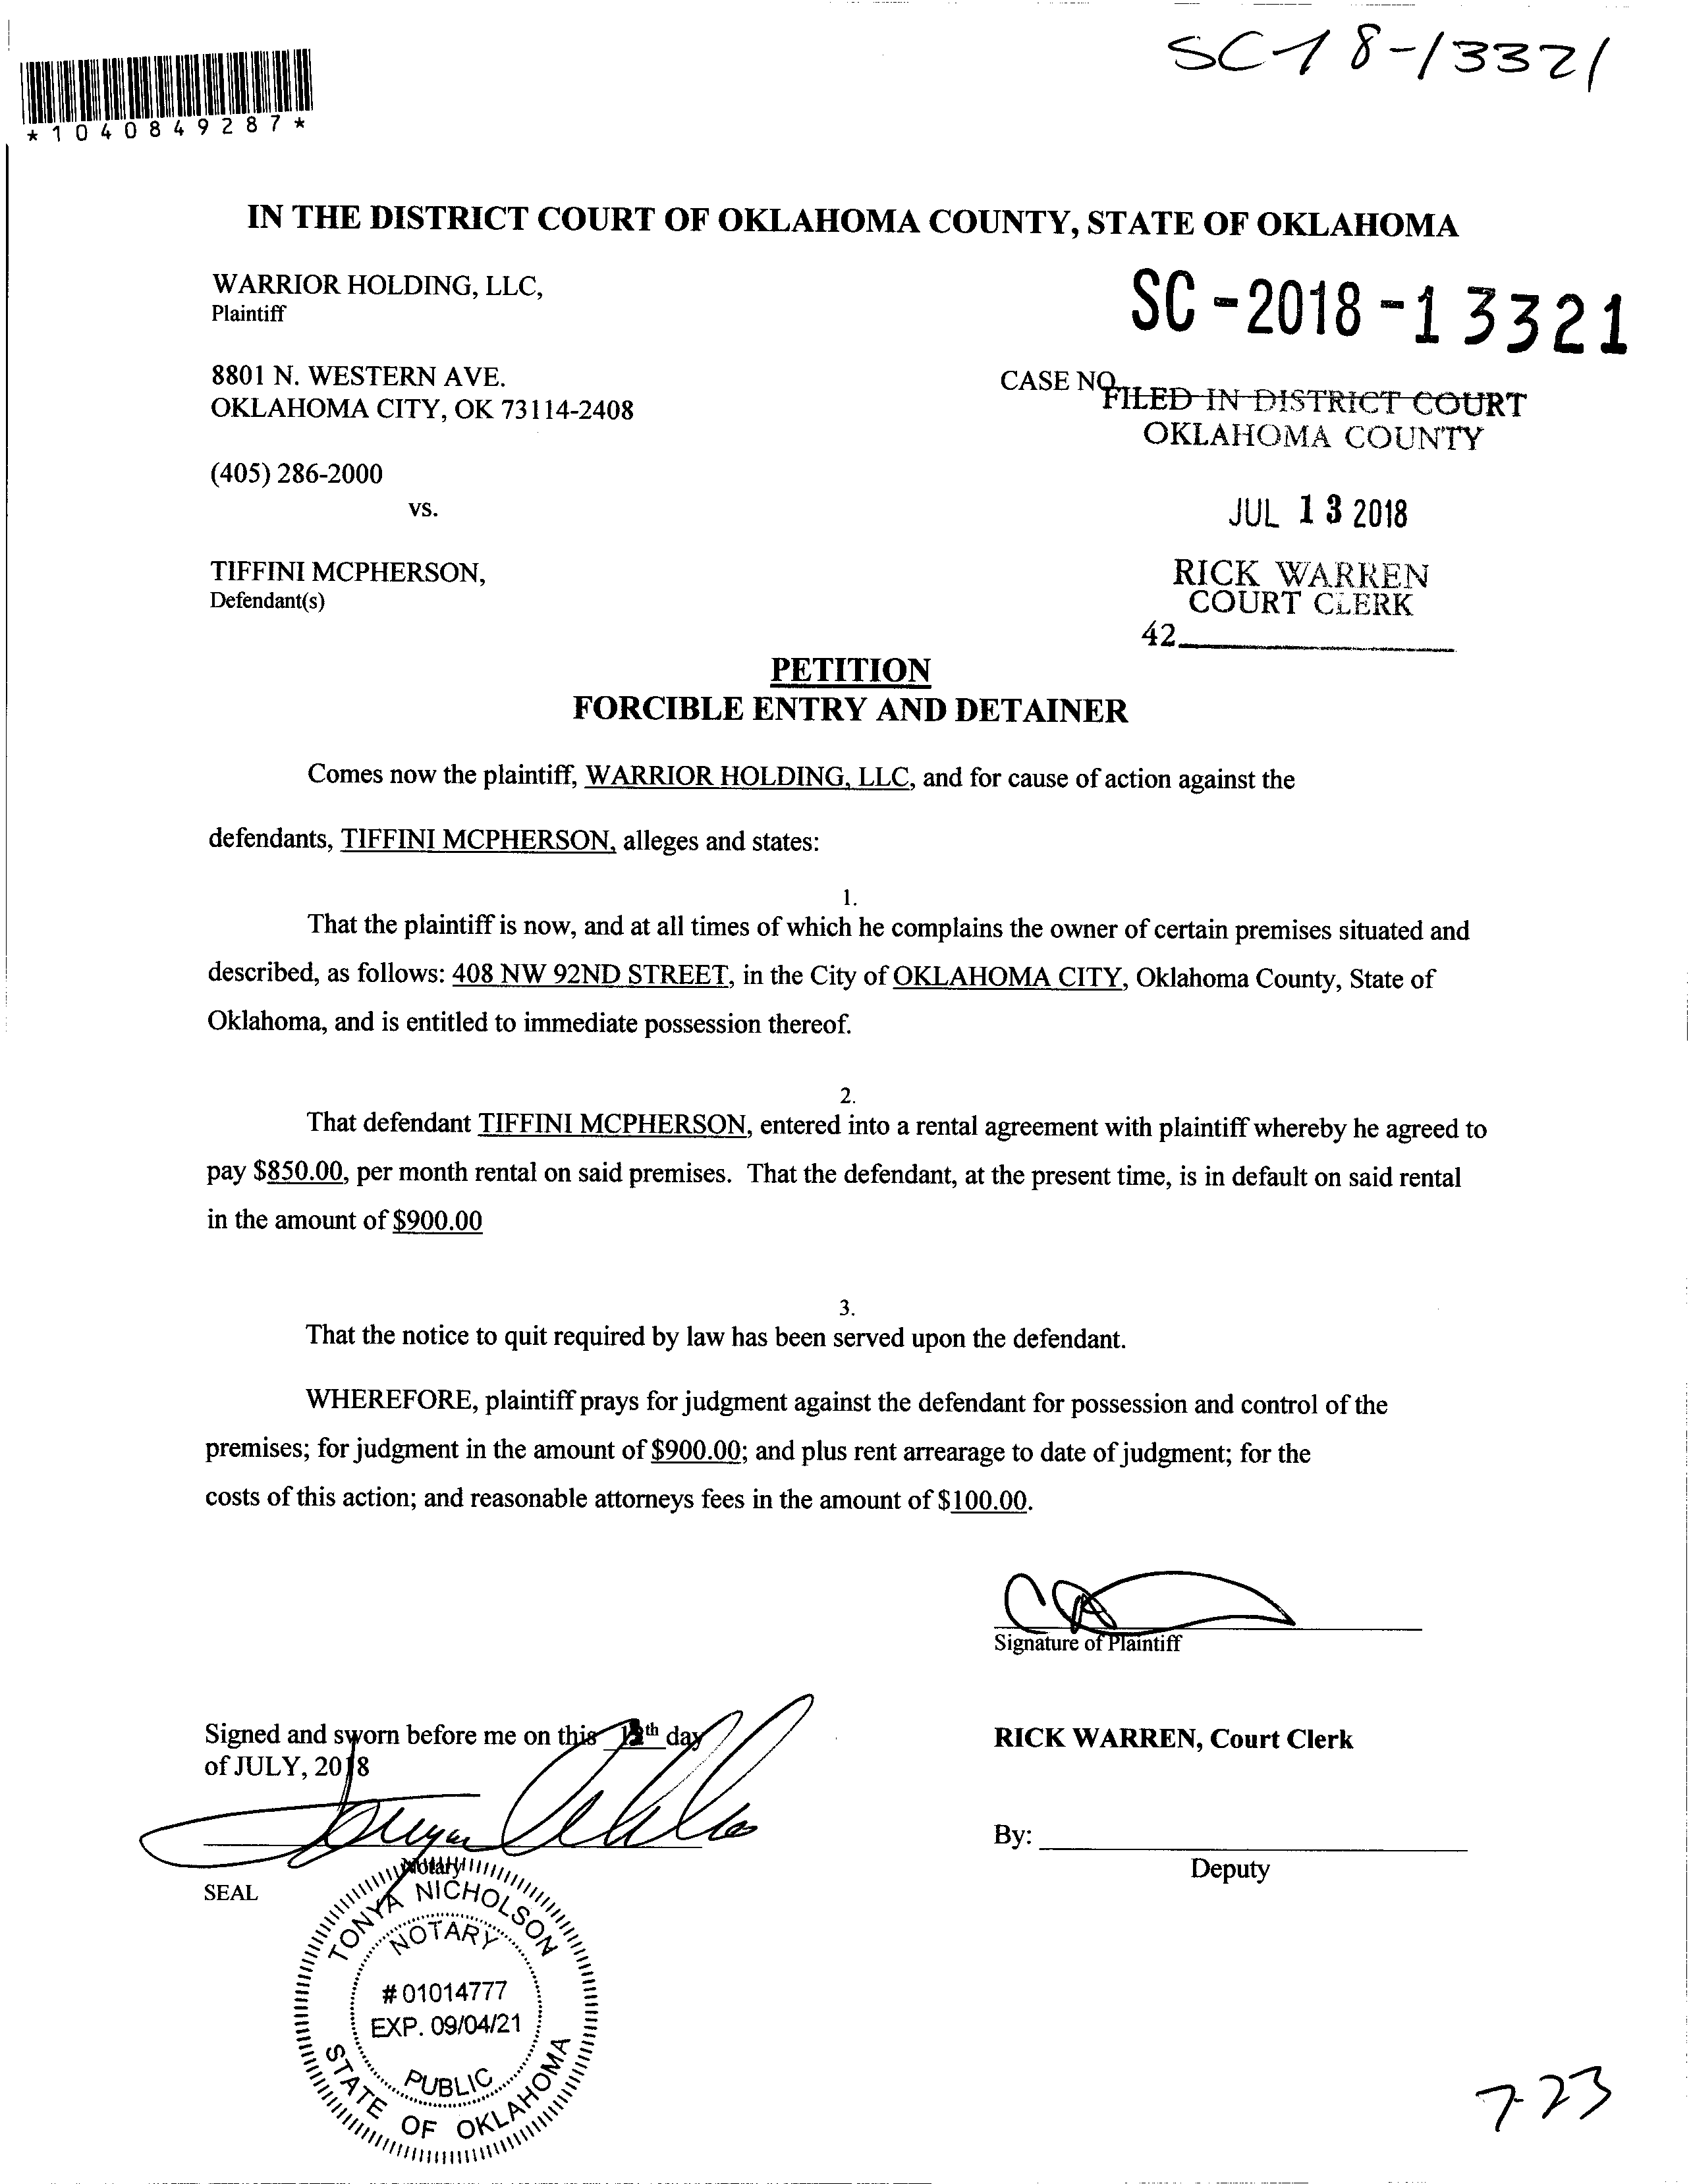 SC-18-13321
*1040849287*
IN THE DISTRICT COURT OF OKLAHOMA COUNTY, STATE OF OKLAHOMA
WARRIOR HOLDING, LLC,
Plaintiff
SC-2018-13321
8801 N. WESTERN AVE.
OKLAHOMA CITY, OK 73114-2408
CASE NO.
FILED IN DISTRICT COURT
OKLAHOMA COUNTY
(405) 286-2000
vs.
JUL 13 2018
TIFFINI MCPHERSON,
Defendant(s)
RICK WARREN
COURT CLERK
42
PETITION
FORCIBLE ENTRY AND DETAINER
Comes now the plaintiff, WARRIOR HOLDING, LLC, and for cause of action against the
defendants, TIFFINI MCPHERSON, alleges and states:
1.
That the plaintiff is now, and at all times of which he complains the owner of certain premises situated and
described, as follows: 408 NW 92ND STREET, in the City of OKLAHOMA CITY, Oklahoma County, State of
Oklahoma, and is entitled to immediate possession thereof.
2.
That defendant TIFFINI MCPHERSON, entered into a rental agreement with plaintiff whereby he agreed to
pay $850.00, per month rental on said premises. That the defendant, at the present time, is in default on said rental
in the amount of $900.00
3.
That the notice to quit required by law has been served upon the defendant.
WHEREFORE, plaintiff prays for judgment against the defendant for possession and control of the
premises; for judgment in the amount of $900.00; and plus rent arrearage to date of judgment; for the
costs of this action; and reasonable attorneys fees in the amount of $100.00.
Signature of Plaintiff
Signed and sworn before me on this th day
of JULY, 2018
RICK WARREN, Court Clerk
By:
Deputy
Notary
SEAL
TONYA NICHOLSON
NOTARY
# 01014777
EXP. 09/04/21
PUBLIC
STATE OF OKLAHOMA
7-23